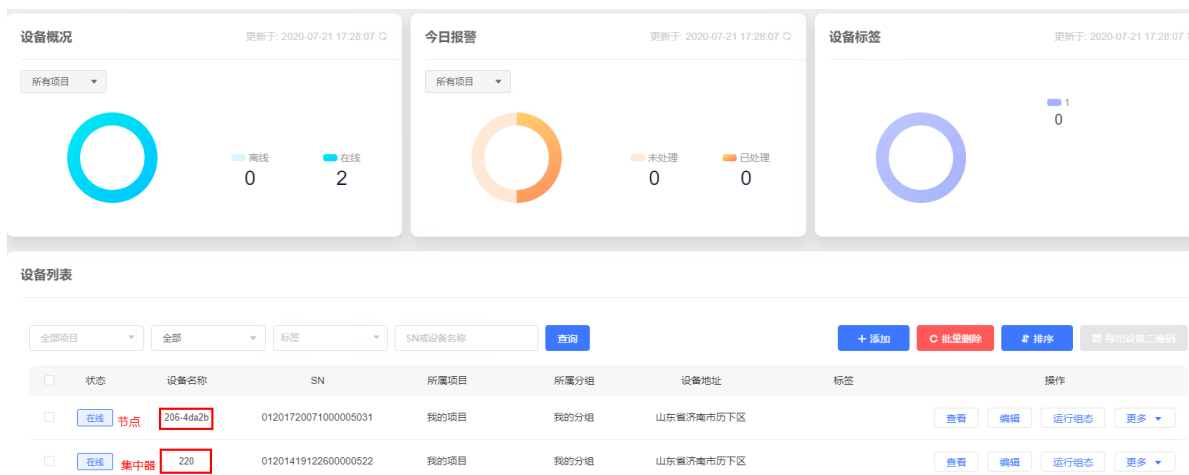 设备概况 更新于: 2020-07-21 17:28:07
今日报警 更新于: 2020-07-21 17:28:07
设备标签 更新于: 2020-07-21 17:28:07
所有项目
所有项目
离线 在线
0 2
未处理 已处理
0 0
1
0
设备列表
全部项目 全部 标签 SN或设备名称 查询 + 添加 批量删除 排序 导出设备二维码
状态 设备名称 SN 所属项目 所属分组 设备地址 标签 操作
在线 节点 206-4da2b 01201720071000005031 我的项目 我的分组 山东省济南市历下区 查看 编辑 运行组态 更多
在线 集中器 220 01201419122600000522 我的项目 我的分组 山东省济南市历下区 查看 编辑 运行组态 更多